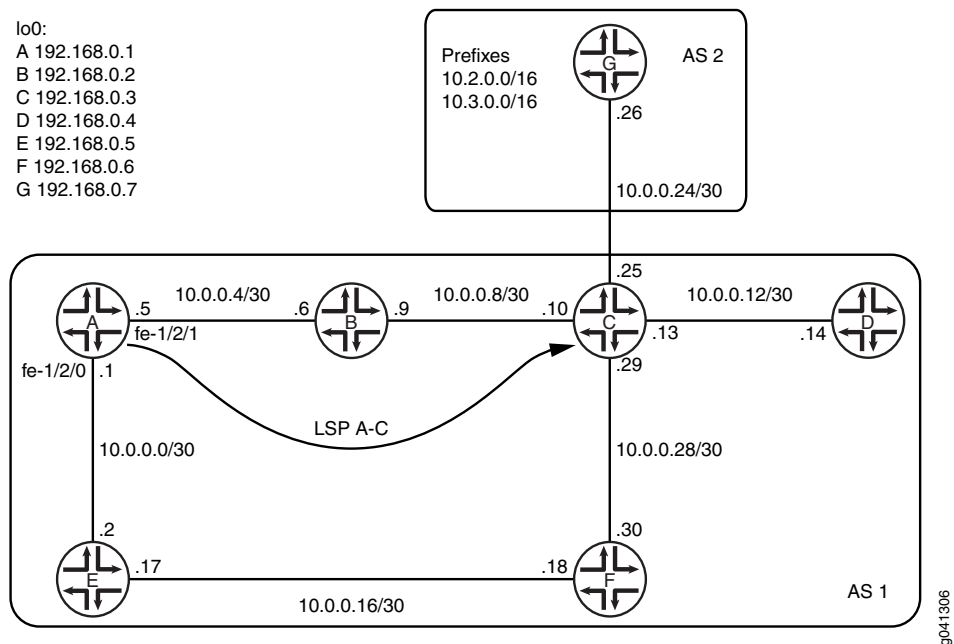 lo0:
A 192.168.0.1
B 192.168.0.2
C 192.168.0.3
D 192.168.0.4
E 192.168.0.5
F 192.168.0.6
G 192.168.0.7
Prefixes
10.2.0.0/16
10.3.0.0/16
G
AS 2
.26
10.0.0.24/30
.25
10.0.0.4/30
10.0.0.8/30
10.0.0.12/30
A
.5
.6
B
.9
.10
C
.13
.14
D
fe-1/2/1
fe-1/2/0
.1
.29
LSP A-C
10.0.0.0/30
10.0.0.28/30
.2
.30
E
.17
.18
F
10.0.0.16/30
AS 1
g041306